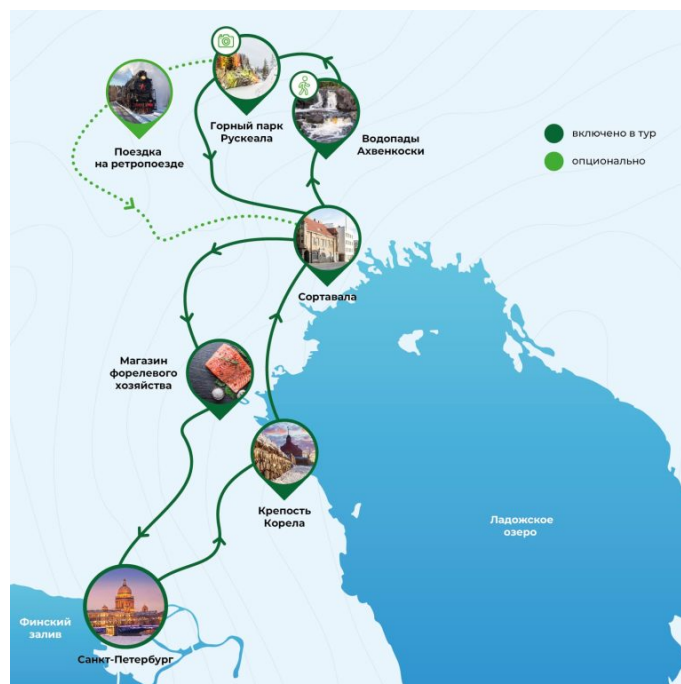 Горный парк
Рускеала
Водопады
Ахвенкоски
включено в тур
опционально
Поездка
на ретропоезде
Сортавала
Магазин
форелевого
хозяйства
Крепость
Корела
Ладожское
озеро
Финский
залив
Санкт-Петербург